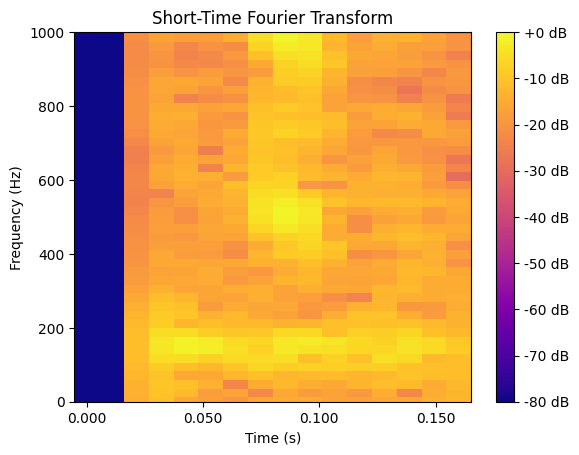 Short-Time Fourier Transform
1000
800
600
400
200
0
Frequency (Hz)
0.000
0.050
0.100
0.150
Time (s)
+0 dB
-10 dB
-20 dB
-30 dB
-40 dB
-50 dB
-60 dB
-70 dB
-80 dB